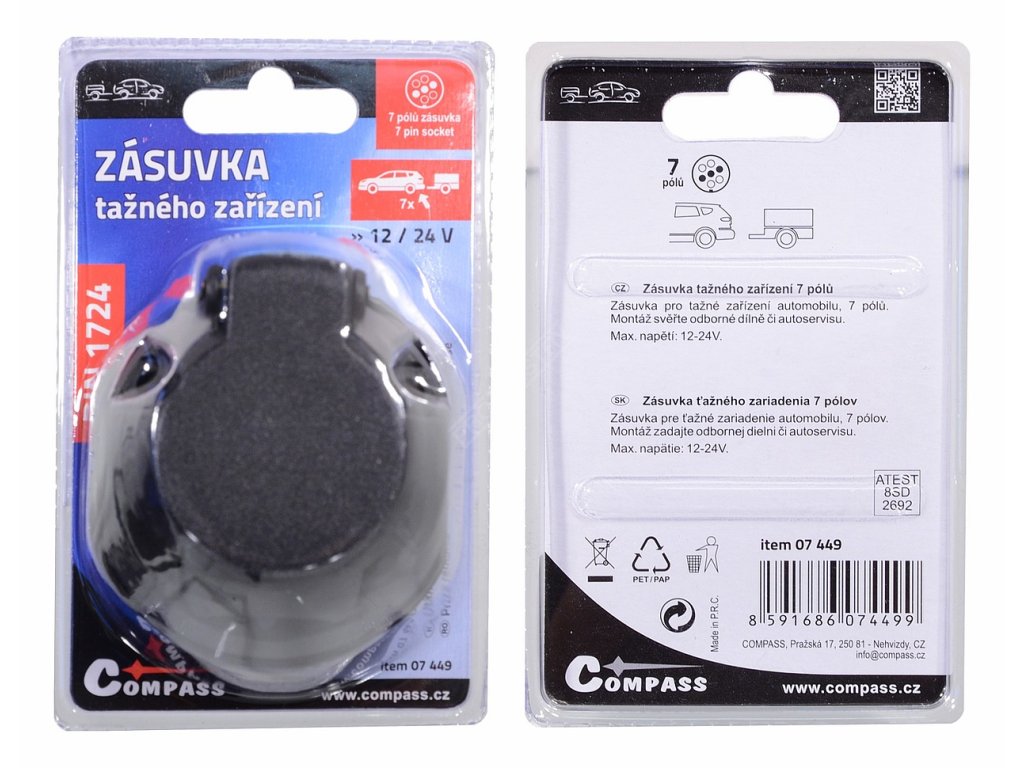 7 pólů zásuvka
7 pin socket
ZÁSUVKA
tažného zařízení
7x
» 12 / 24 V
DIN 1724
item 07 449
COMPASS
www.compass.cz
7
pólů
CZ Zásuvka tažného zařízení 7 pólů
Zásuvka pro tažné zařízení automobilu, 7 pólů.
Montáž svěřte odborné dílně či autoservisu.
Max. napětí: 12-24V.
SK Zásuvka ťažného zariadenia 7 pólov
Zásuvka pre ťažné zariadenie automobilu, 7 pólov.
Montáž zadajte odbornej dielni či autoservisu.
Max. napätie: 12-24V.
ATEST
8SD
2692
PET/PAP
item 07 449
Made in P.R.C.
8 591686 074499
COMPASS, Pražská 17, 250 81 - Nehvizdy, CZ
info@compass.cz
COMPASS
www.compass.cz